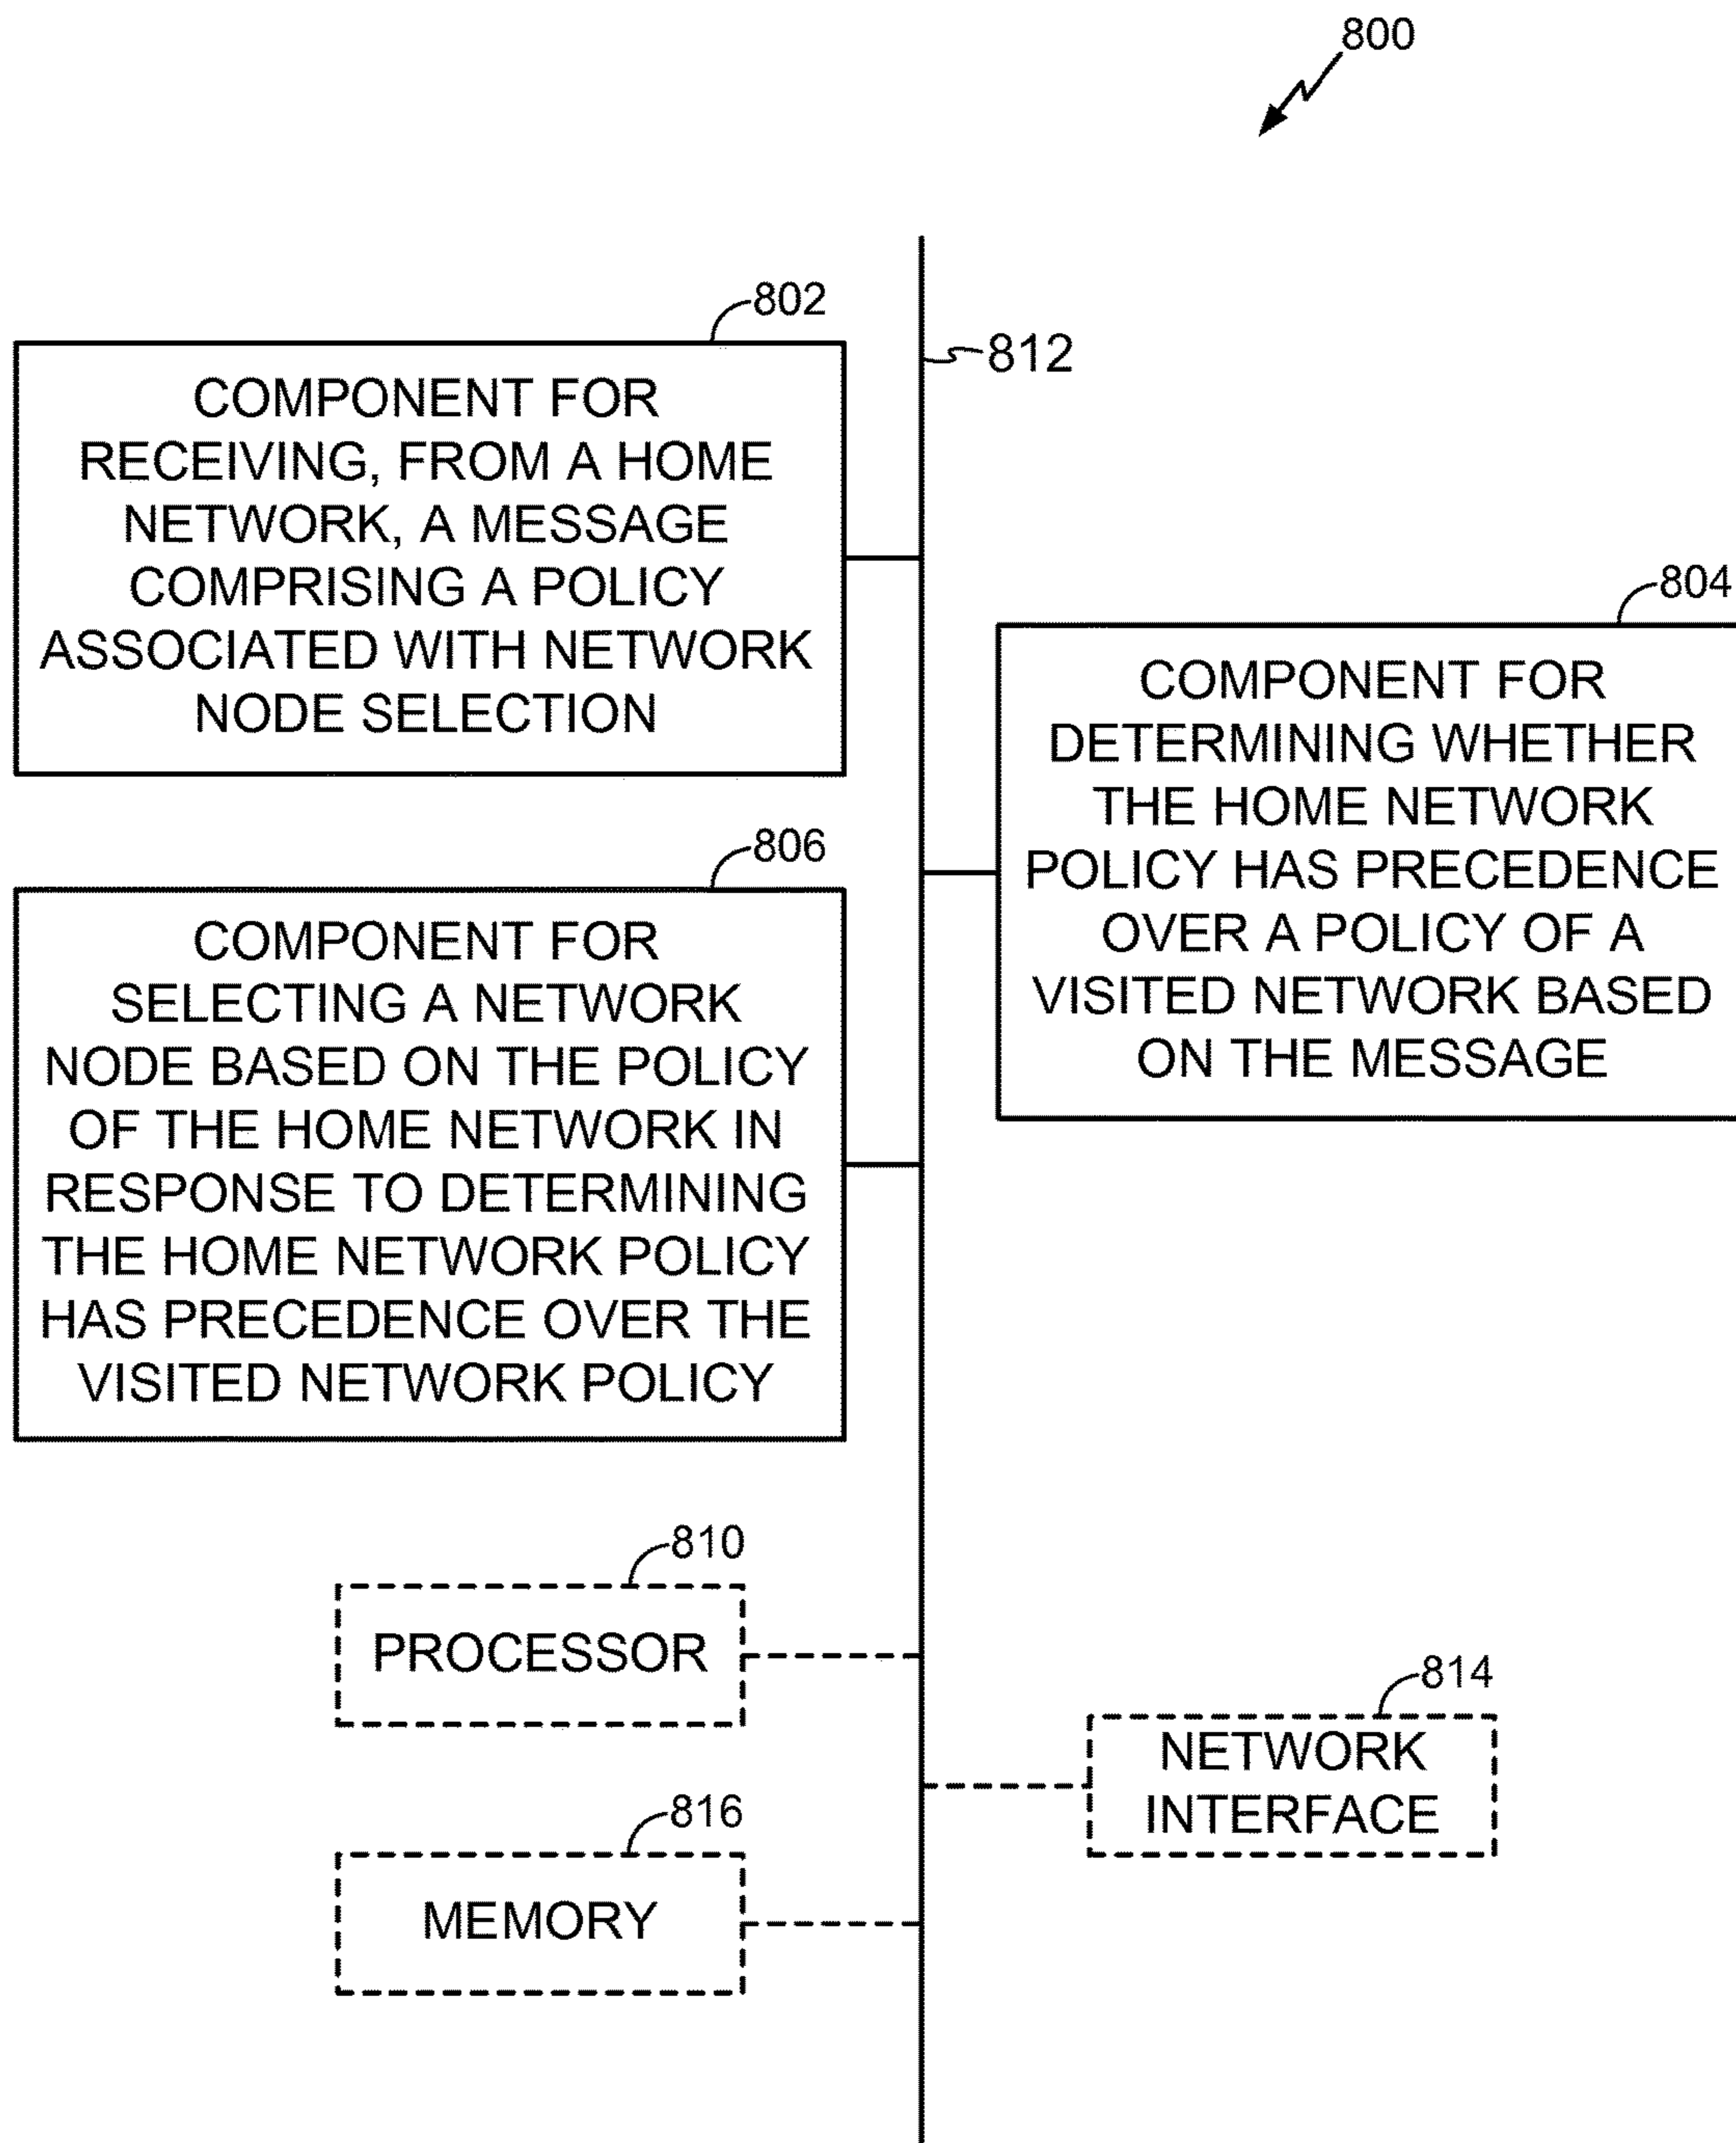 800
802
812
COMPONENT FOR
RECEIVING, FROM A HOME
NETWORK, A MESSAGE
COMPRISING A POLICY
ASSOCIATED WITH NETWORK
NODE SELECTION
804
COMPONENT FOR
DETERMINING WHETHER
THE HOME NETWORK
POLICY HAS PRECEDENCE
OVER A POLICY OF A
VISITED NETWORK BASED
ON THE MESSAGE
806
COMPONENT FOR
SELECTING A NETWORK
NODE BASED ON THE POLICY
OF THE HOME NETWORK IN
RESPONSE TO DETERMINING
THE HOME NETWORK POLICY
HAS PRECEDENCE OVER THE
VISITED NETWORK POLICY
810
PROCESSOR
814
NETWORK
INTERFACE
816
MEMORY